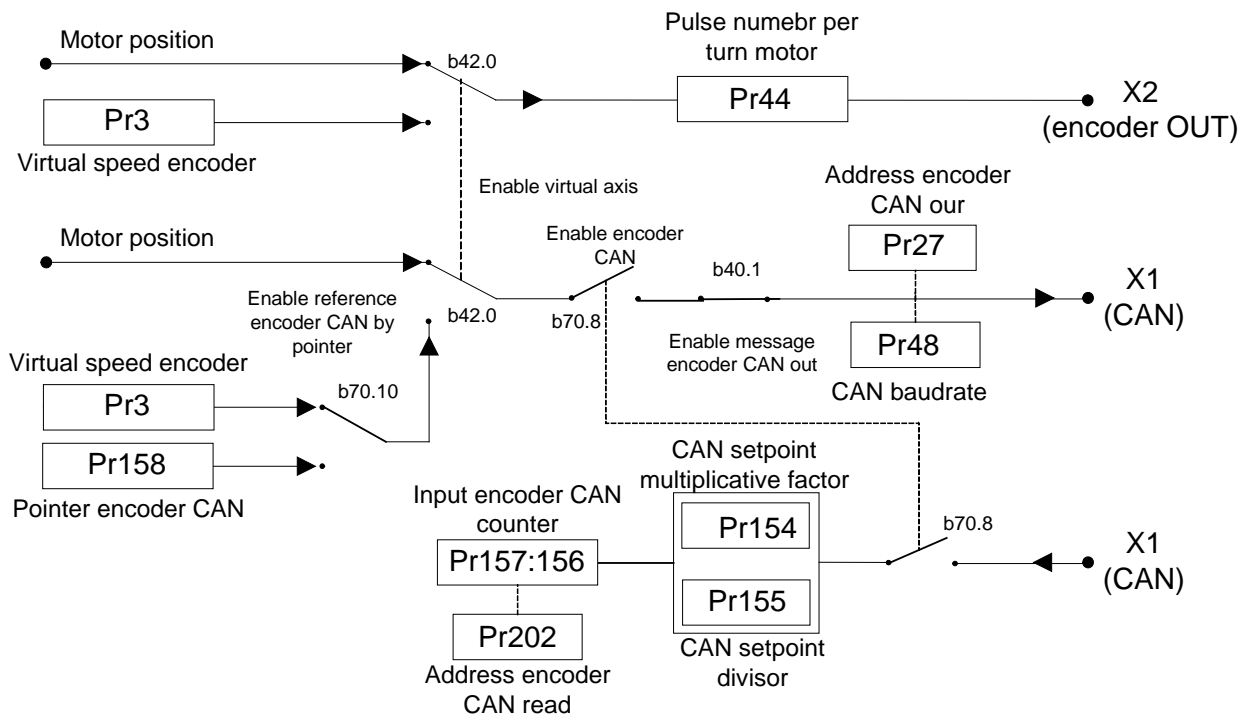 Motor position
b42.0
Pulse numebr per
turn motor
Pr44
X2
(encoder OUT)
Pr3
Virtual speed encoder
Enable virtual axis
Motor position
b42.0
Enable encoder
CAN
b70.8
b40.1
Enable message
encoder CAN out
Address encoder
CAN our
Pr27
Pr48
CAN baudrate
X1
(CAN)
Enable reference
encoder CAN by
pointer
Virtual speed encoder
Pr3
b70.10
Pr158
Pointer encoder CAN
Input encoder CAN
counter
Pr157:156
Pr202
Address encoder
CAN read
CAN setpoint
multiplicative factor
Pr154
Pr155
CAN setpoint
divisor
b70.8
X1
(CAN)